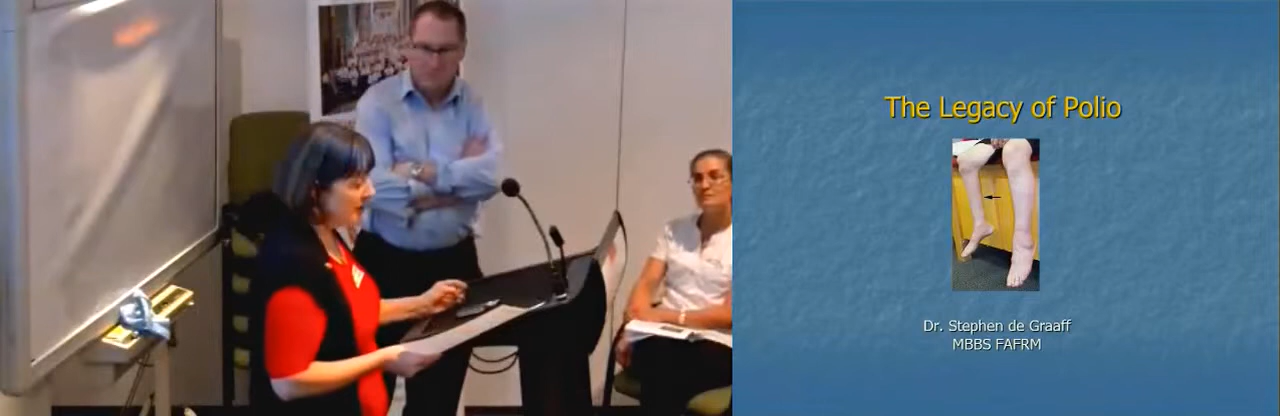 The Legacy of Polio
Dr. Stephen de Graaff
MBBS FAFRM